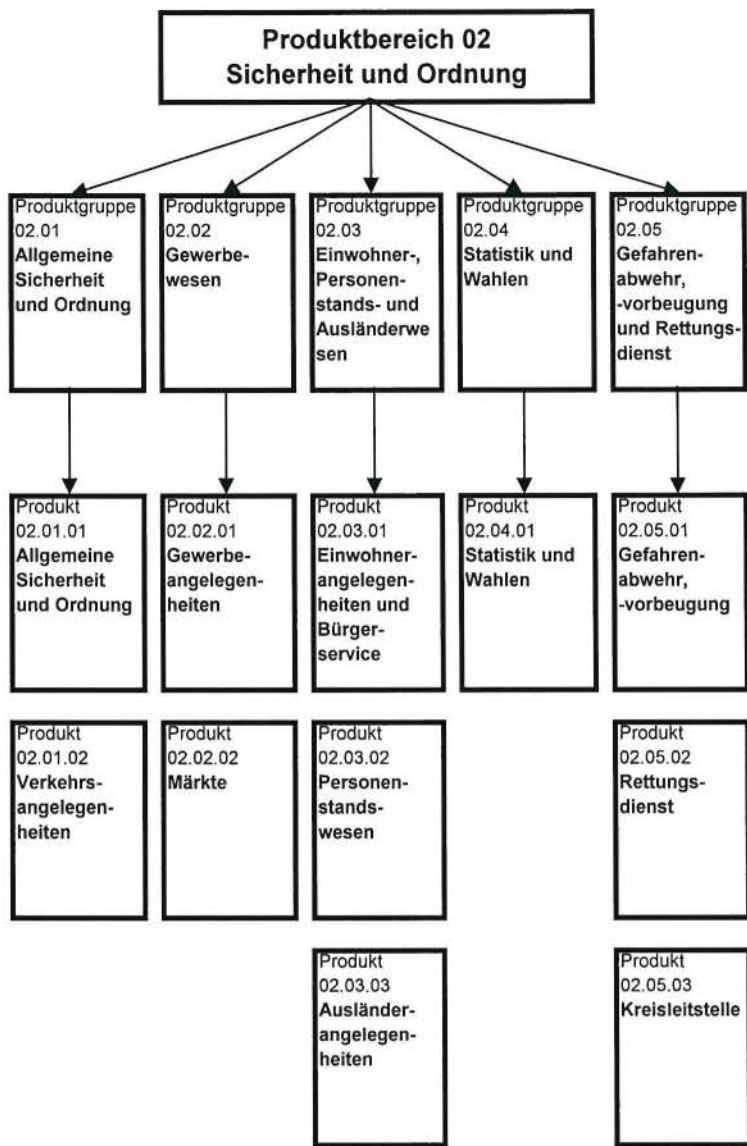 Produktbereich 02
Sicherheit und Ordnung
Produktgruppe
02.01
Allgemeine
Sicherheit
und Ordnung
Produktgruppe
02.02
Gewerbe-
wesen
Produktgruppe
02.03
Einwohner-,
Personen-
stands- und
Ausländerwe
sen
Produktgruppe
02.04
Statistik und
Wahlen
Produktgruppe
02.05
Gefahren-
abwehr,
-vorbeugung
und Rettungs-
dienst
Produkt
02.01.01
Allgemeine
Sicherheit
und Ordnung
Produkt
02.02.01
Gewerbe-
angelegen-
heiten
Produkt
02.03.01
Einwohner
angelegen-
heiten und
Bürger-
service
Produkt
02.04.01
Statistik und
Wahlen
Produkt
02.05.01
Gefahren-
abwehr,
-vorbeugung
Produkt
02.01.02
Verkehrs-
angelegen-
heiten
Produkt
02.02.02
Märkte
Produkt
02.03.02
Personen-
stands-
wesen
Produkt
02.05.02
Rettungs-
dienst
Produkt
02.03.03
Ausländer-
angelegen-
heiten
Produkt
02.05.03
Kreisleitstelle